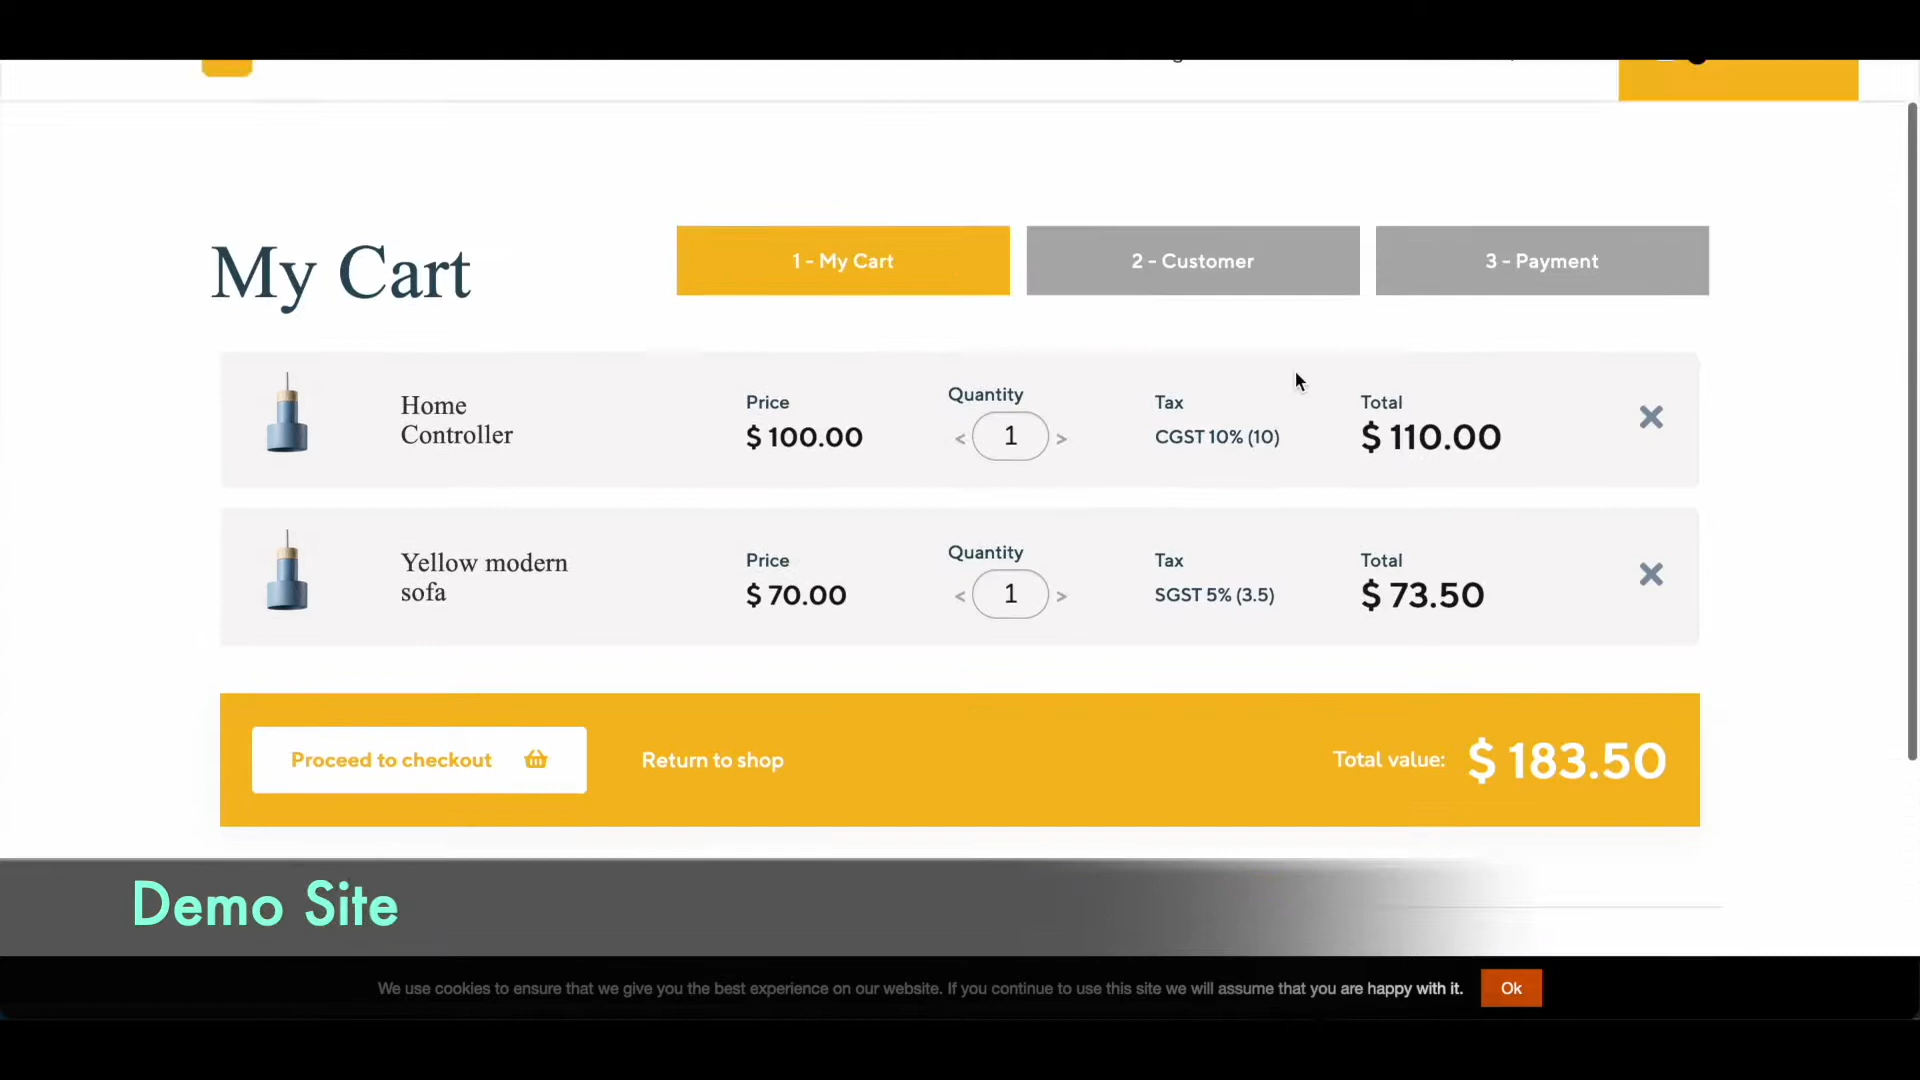 My Cart
1 - My Cart
2 - Customer
3 - Payment
Home
Controller
Price
$ 100.00
Quantity
< 1 >
Tax
CGST 10% (10)
Total
$ 110.00
Yellow modern
sofa
Price
$ 70.00
Quantity
< 1 >
Tax
SGST 5% (3.5)
Total
$ 73.50
Proceed to checkout
Return to shop
Total value: $ 183.50
Demo Site
We use cookies to ensure that we give you the best experience on our website. If you continue to use this site we will assume that you are happy with it.
Ok